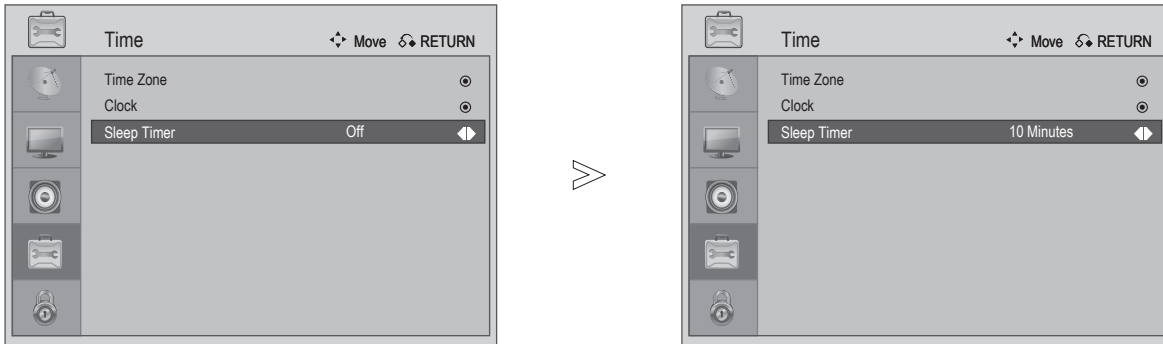 Time Move RETURN
Time Zone
Clock
Sleep Timer Off
Time Move RETURN
Time Zone
Clock
Sleep Timer 10 Minutes